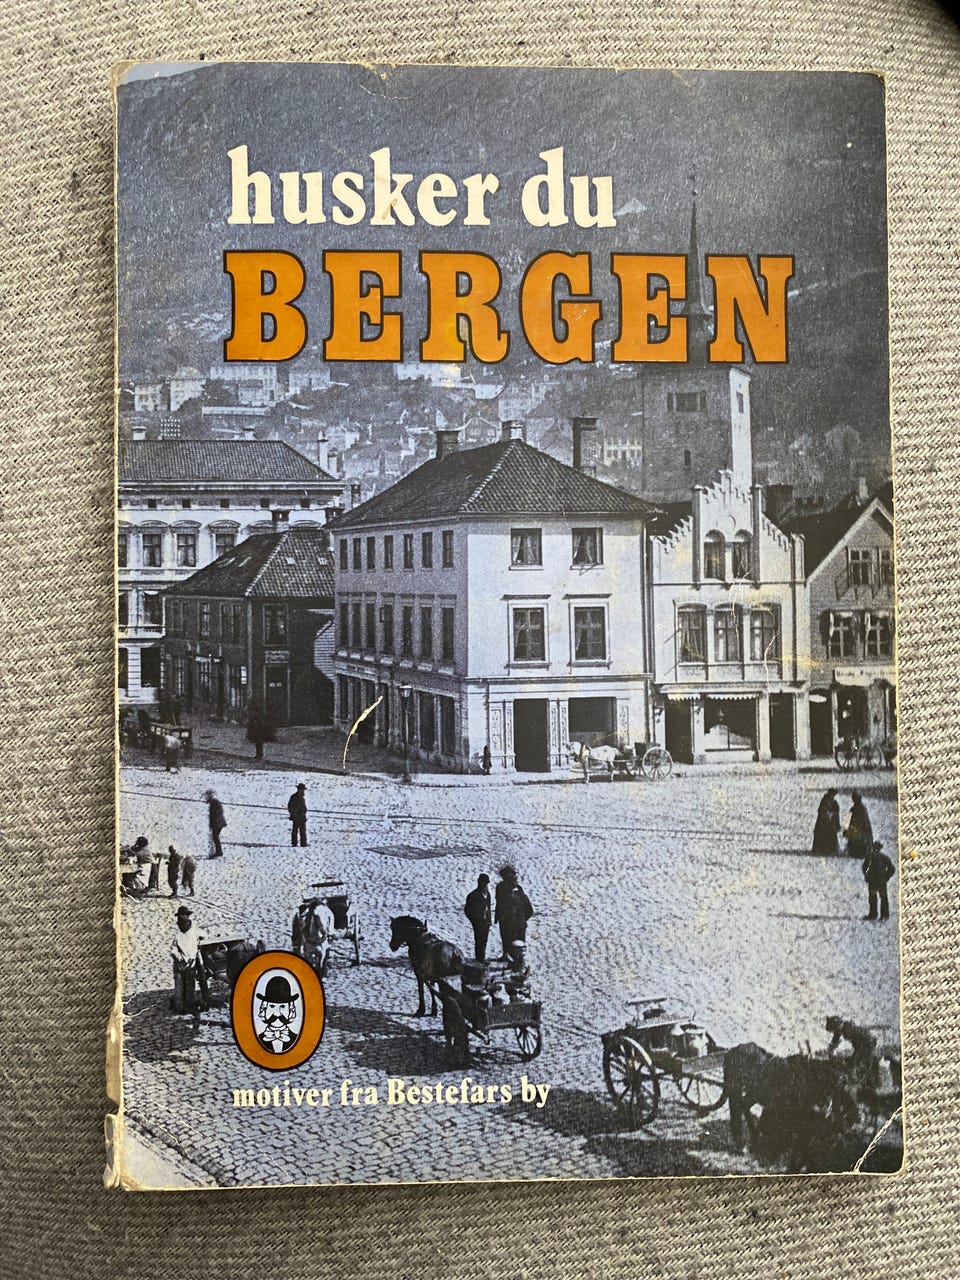 husker du
BERGEN
motiver fra Bestefars by